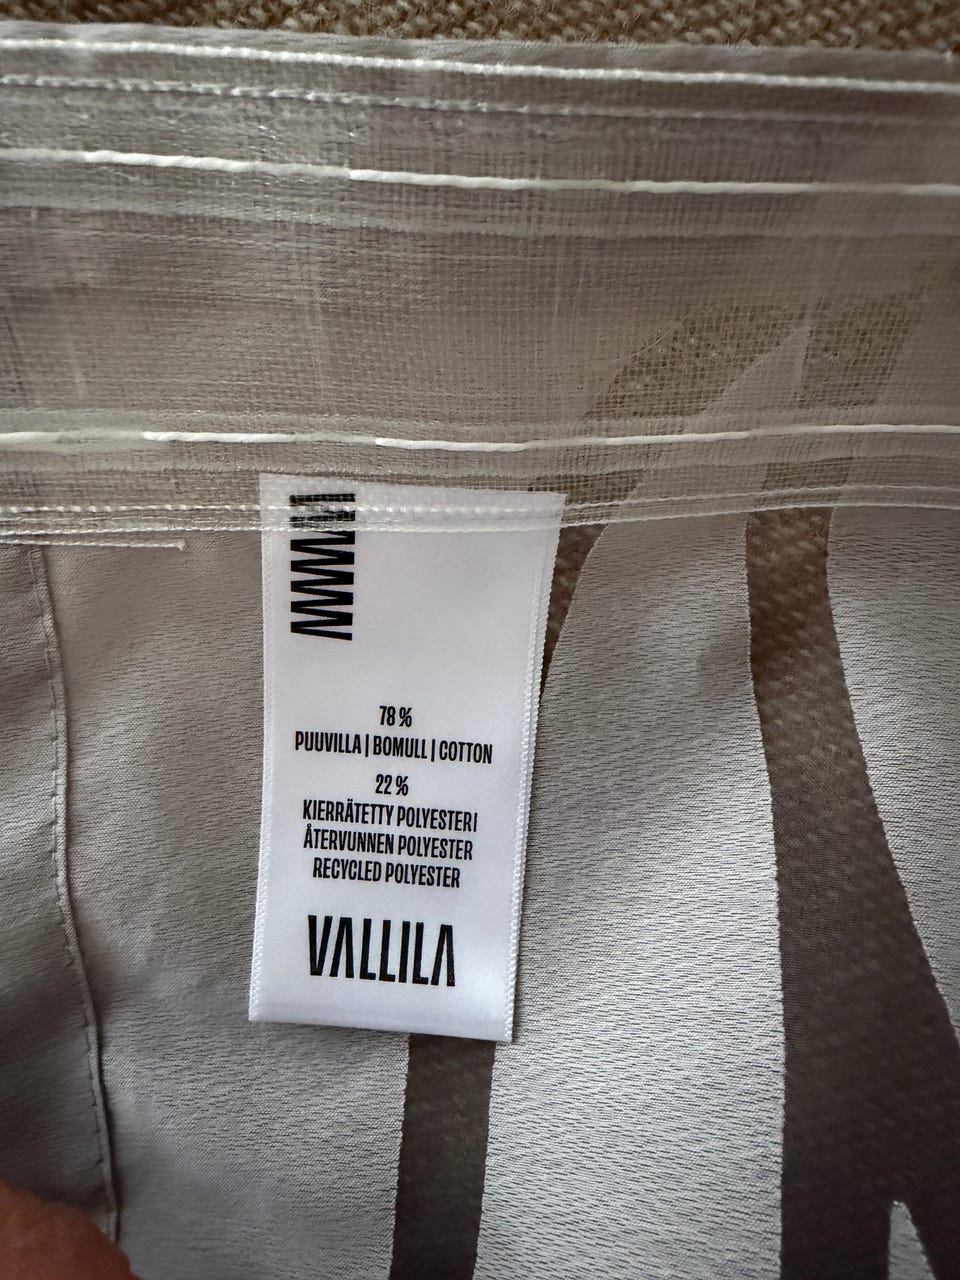 78 %
PUUVILLA | BOMULL | COTTON
22 %
KIERRÄTETTY POLYESTERI
ÅTERVUNNEN POLYESTER
RECYCLED POLYESTER
VALLILA